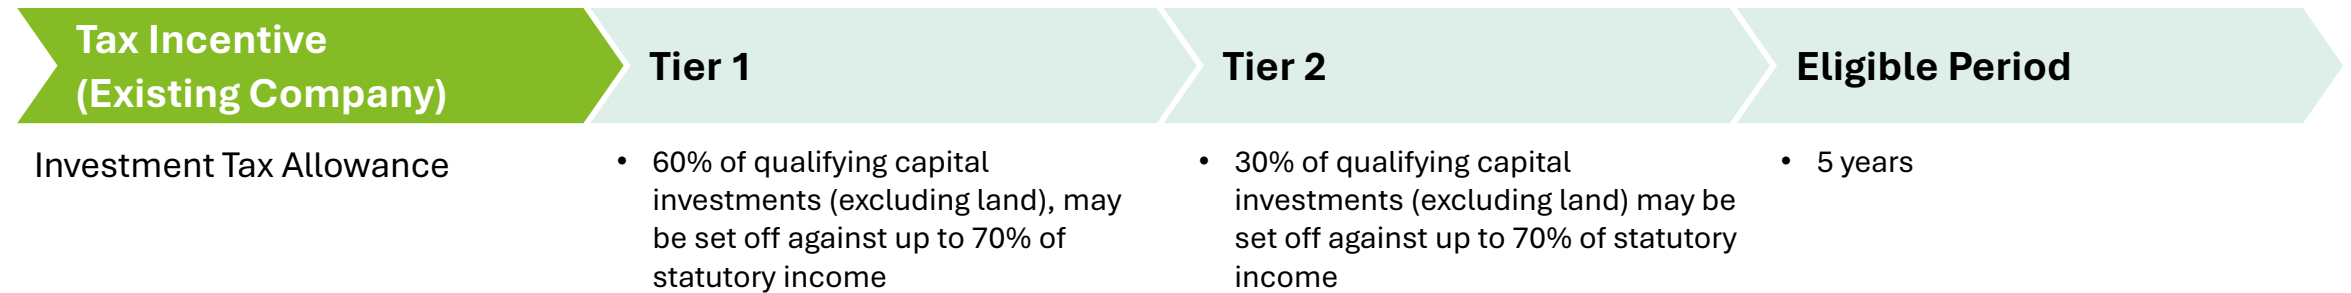 Tax Incentive
(Existing Company)
Tier 1
Tier 2
Eligible Period
Investment Tax Allowance
• 60% of qualifying capital
investments (excluding land), may
be set off against up to 70% of
statutory income
• 30% of qualifying capital
investments (excluding land) may be
set off against up to 70% of statutory
income
• 5 years